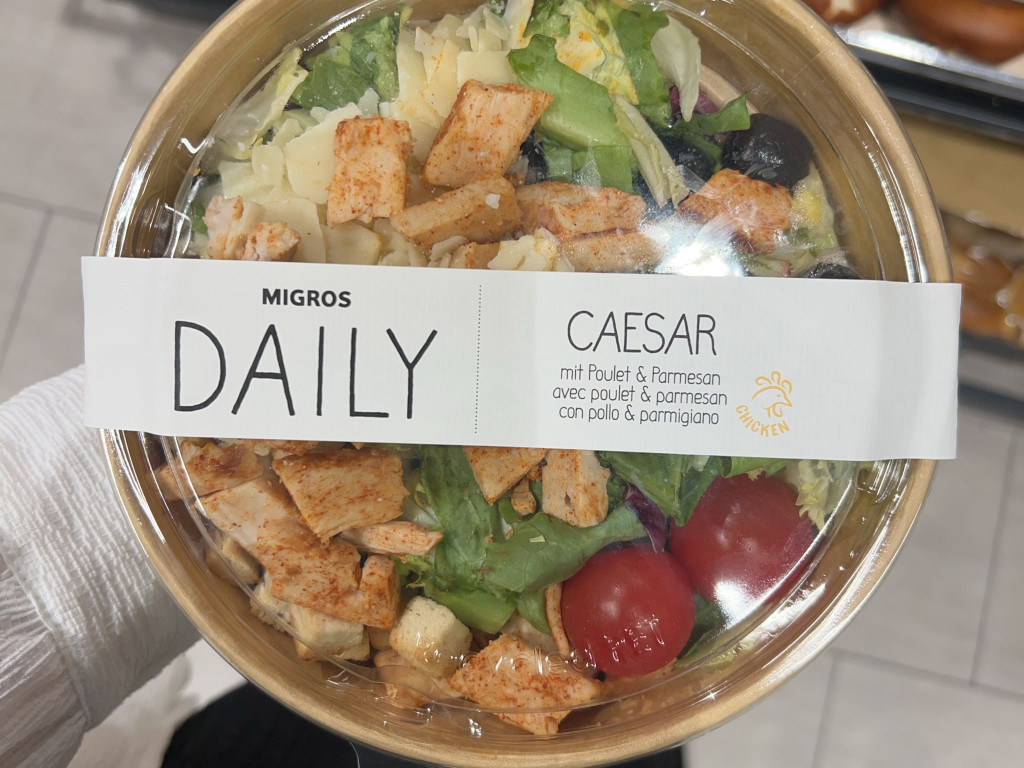 MIGROS
DAILY
CAESAR
mit Poulet & Parmesan
avec poulet & parmesan
con pollo & parmigiano
CHICKEN